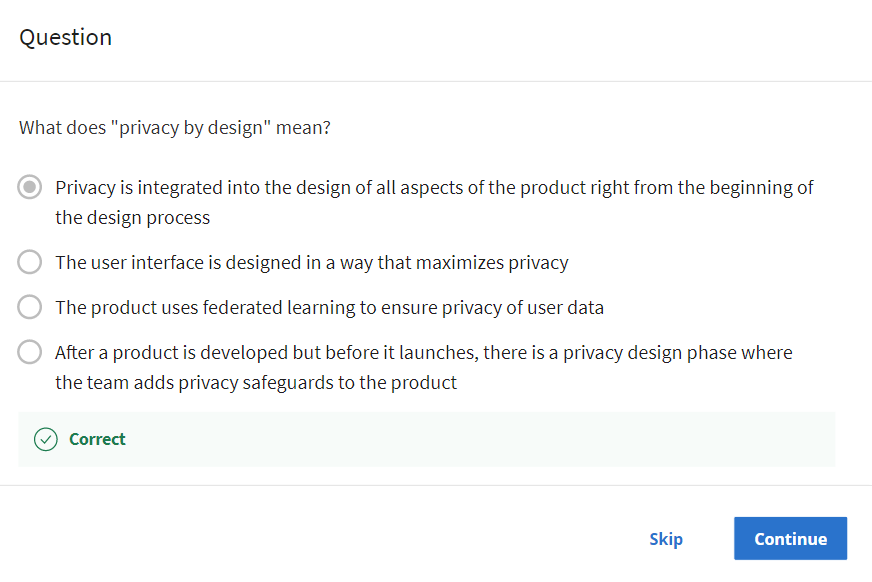 Question
What does "privacy by design" mean?
Privacy is integrated into the design of all aspects of the product right from the beginning of
the design process
The user interface is designed in a way that maximizes privacy
The product uses federated learning to ensure privacy of user data
After a product is developed but before it launches, there is a privacy design phase where
the team adds privacy safeguards to the product
Correct
Skip
Continue